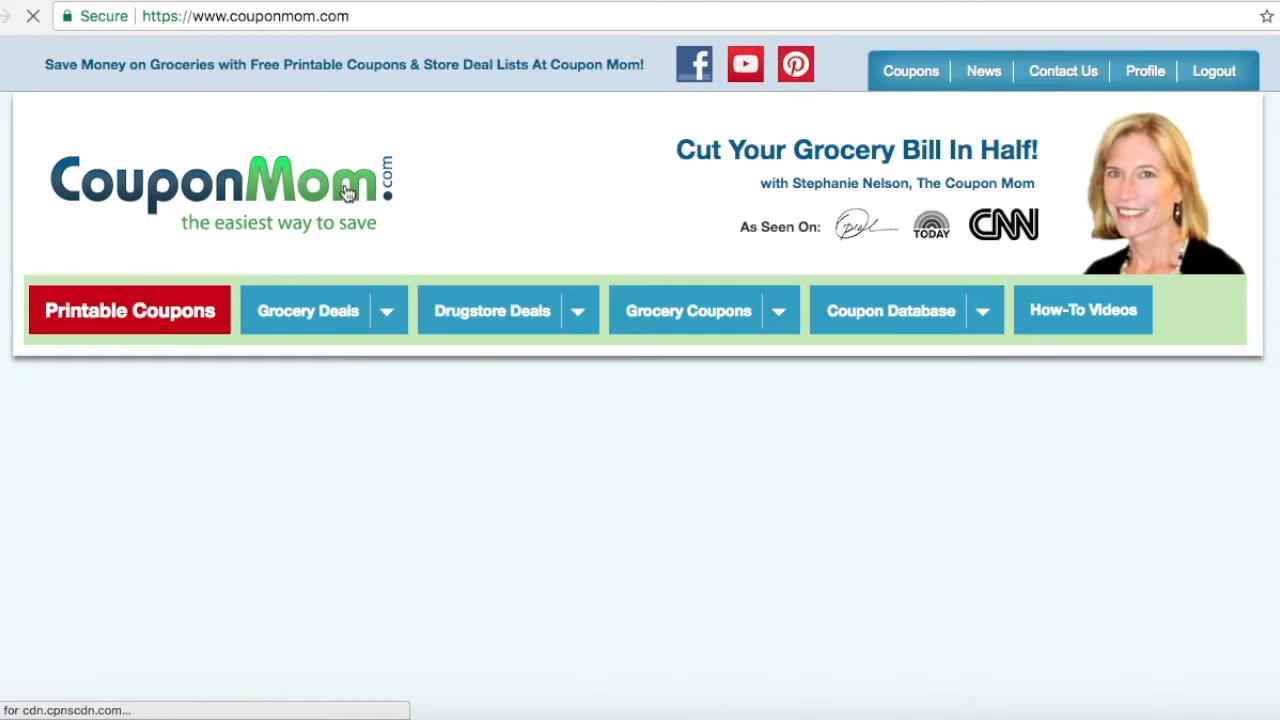 Secure
https://www.couponmom.com
Save Money on Groceries with Free Printable Coupons & Store Deal Lists At Coupon Mom!
Coupons
News
Contact Us
Profile
Logout
CouponMom.com
the easiest way to save
Cut Your Grocery Bill In Half!
with Stephanie Nelson, The Coupon Mom
As Seen On:
Oprah
TODAY
CNN
Printable Coupons
Grocery Deals
Drugstore Deals
Grocery Coupons
Coupon Database
How-To Videos
for cdn.cpnscdn.com...